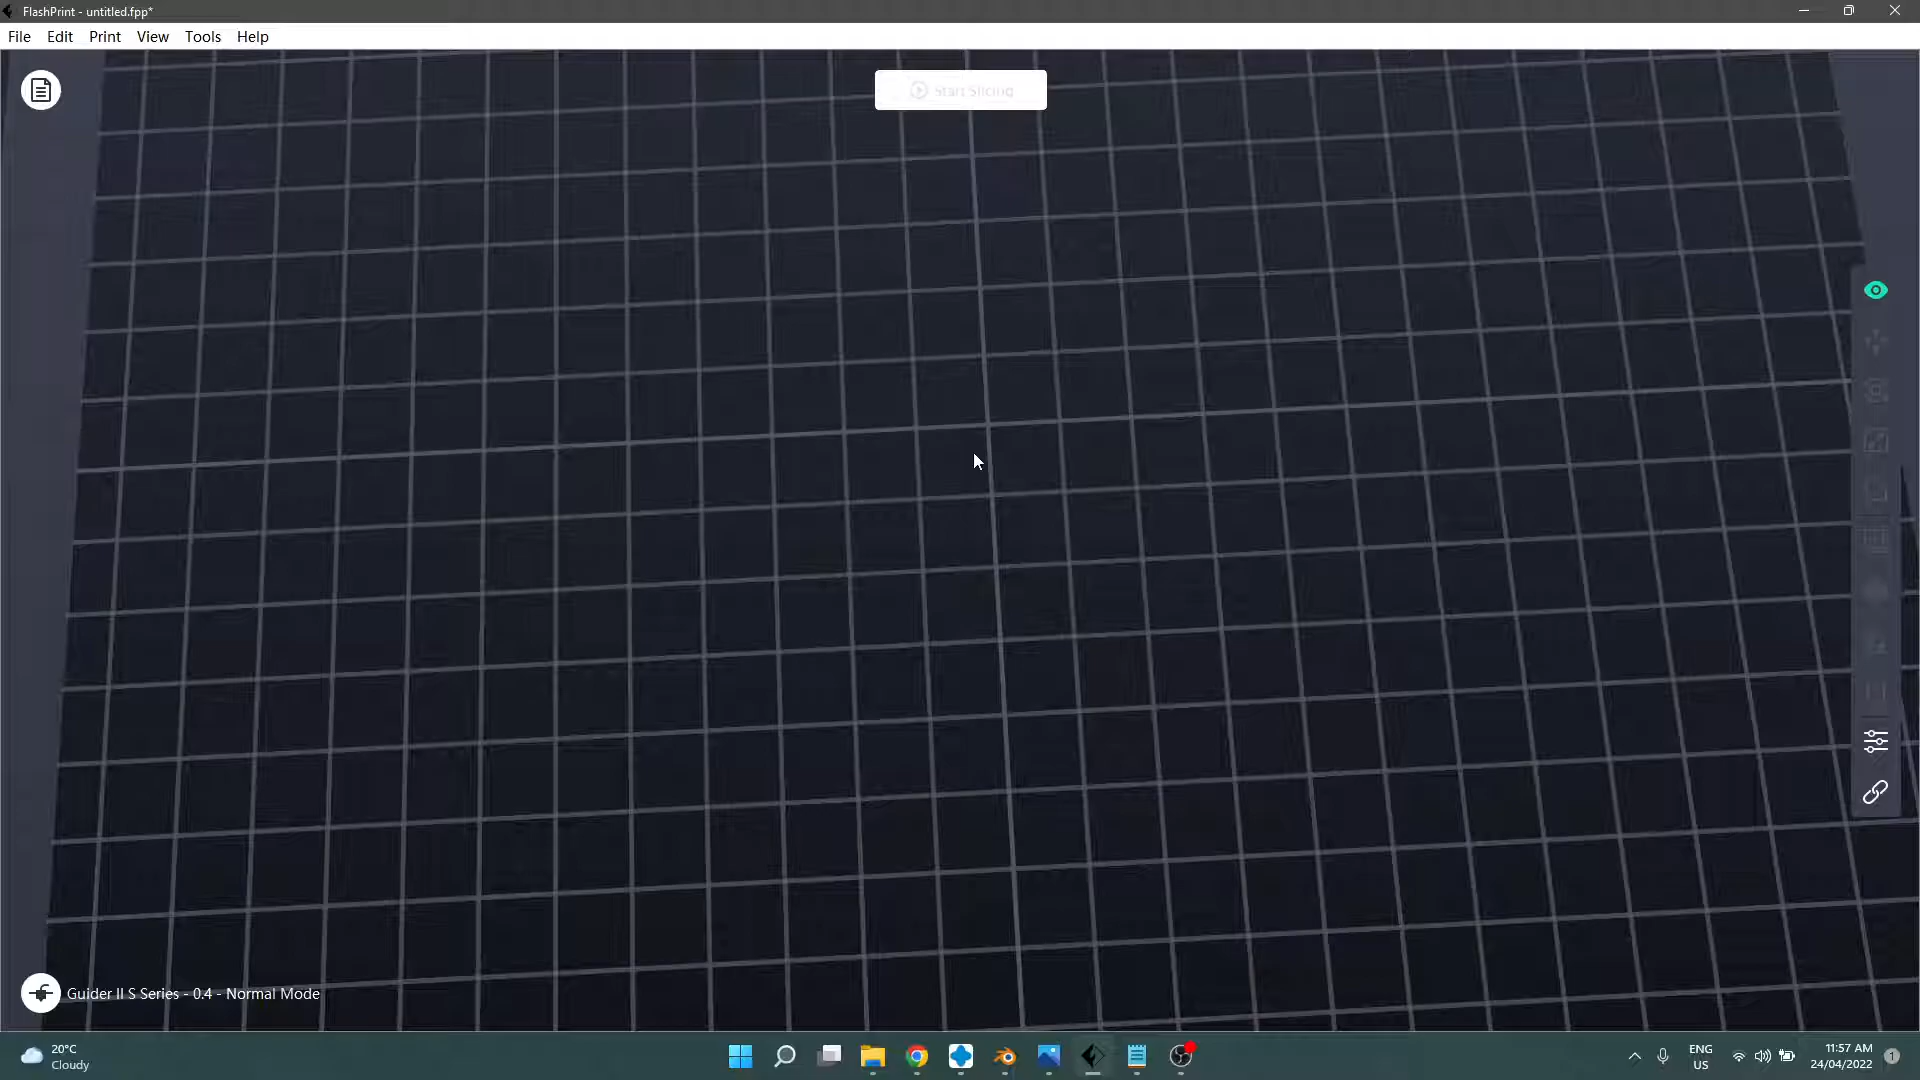 FlashPrint - untitled.fpp*
File Edit Print View Tools Help
Start Slicing
Guider II S Series - 0.4 - Normal Mode
20°C
Cloudy
ENG
US
11:57 AM
24/04/2022
1